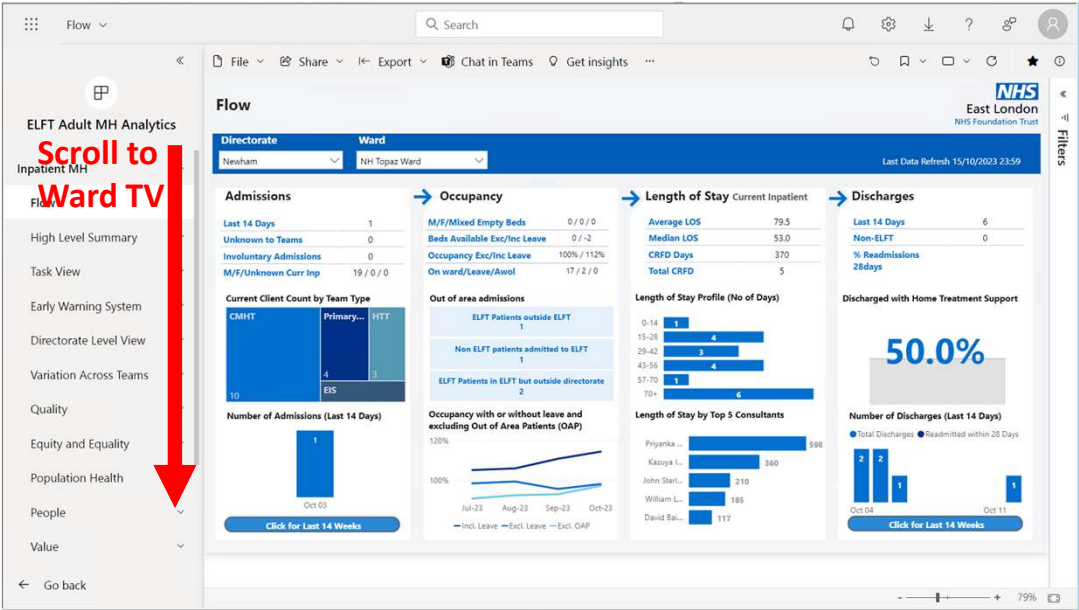 Flow
Search
File
Share
Export
Chat in Teams
Get insights
ELFT Adult MH Analytics
Scroll to
Ward TV
Inpatient MH
High Level Summary
Task View
Early Warning System
Directorate Level View
Variation Across Teams
Quality
Equity and Equality
Population Health
People
Value
Go back
Flow
NHS
East London
NHS Foundation Trust
Filters
Directorate Ward
Newham NH Topaz Ward
Last Data Refresh 15/10/2023 23:59
Admissions
Last 14 Days 1
Unknown to Teams 0
Involuntary Admissions 0
M/F/Unknown Curr Inp 19 / 0 / 0
Current Client Count by Team Type
CMHT Primary... HTT
4 3
EIS
10
Number of Admissions (Last 14 Days)
1
Oct 03
Click for Last 14 Weeks
Occupancy
M/F/Mixed Empty Beds 0 / 0 / 0
Beds Available Exc/Inc Leave 0 / -2
Occupancy Exc/Inc Leave 100% / 112%
On ward/Leave/Awol 17 / 2 / 0
Out of area admissions
ELFT Patients outside ELFT
1
Non ELFT patients admitted to ELFT
1
ELFT Patients in ELFT but outside directorate
2
Occupancy with or without leave and
excluding Out of Area Patients (OAP)
120%
100%
Jul-23 Aug-23 Sep-23 Oct-23
Incl. Leave Excl. Leave Excl. OAP
Length of Stay Current Inpatient
Average LOS 79.5
Median LOS 53.0
CRFD Days 370
Total CRFD 5
Length of Stay Profile (No of Days)
0-14 1
15-28 4
29-42 3
43-56 4
57-70 1
70+ 6
Length of Stay by Top 5 Consultants
Priyanka ... 598
Kazuya I... 360
John Sterl... 210
William L... 185
David Bai... 117
Discharges
Last 14 Days 6
Non-ELFT 0
% Readmissions
28days
Discharged with Home Treatment Support
50.0%
Number of Discharges (Last 14 Days)
Total Discharges Readmitted within 28 Days
2 2 1 1
Oct 04 Oct 11
Click for Last 14 Weeks
79%